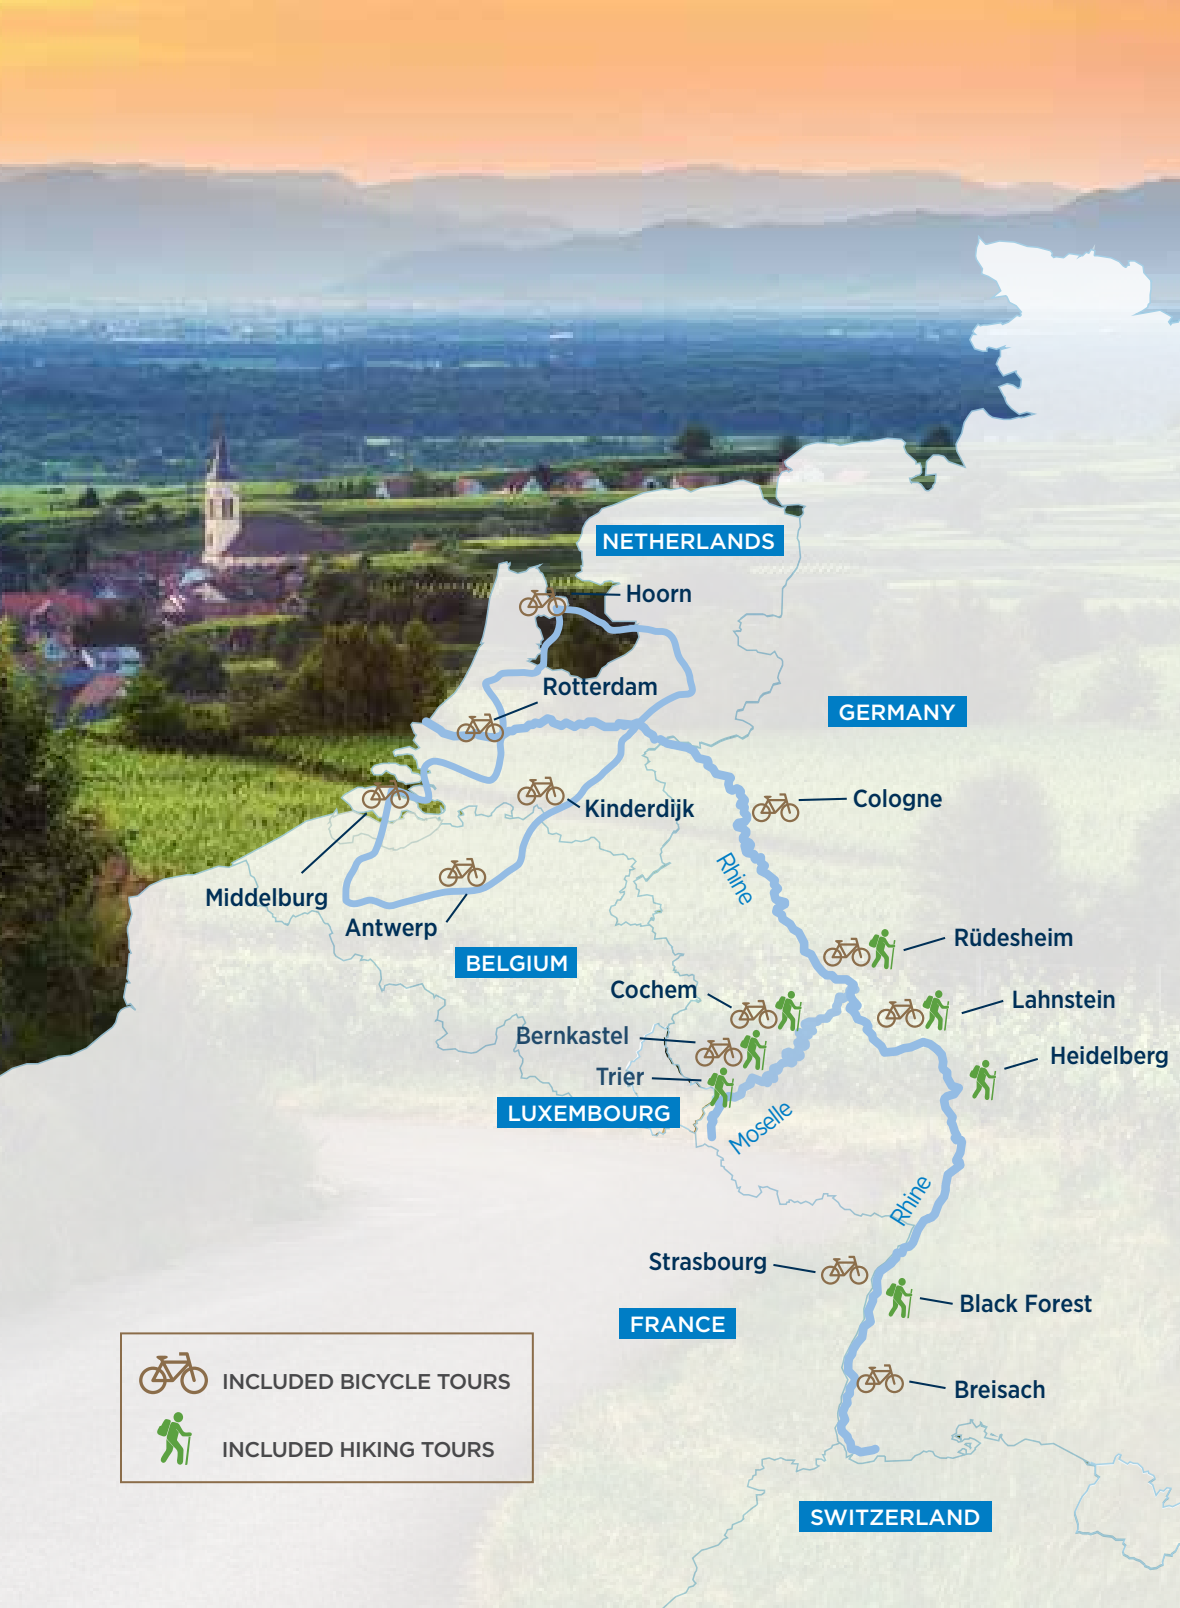 NETHERLANDS
Hoorn
Rotterdam
GERMANY
Kinderdijk
Cologne
Rhine
Middelburg
Antwerp
BELGIUM
Rüdesheim
Cochem
Lahnstein
Bernkastel
Heidelberg
Trier
LUXEMBOURG
Moselle
Rhine
Strasbourg
Black Forest
FRANCE
INCLUDED BICYCLE TOURS
Breisach
INCLUDED HIKING TOURS
SWITZERLAND